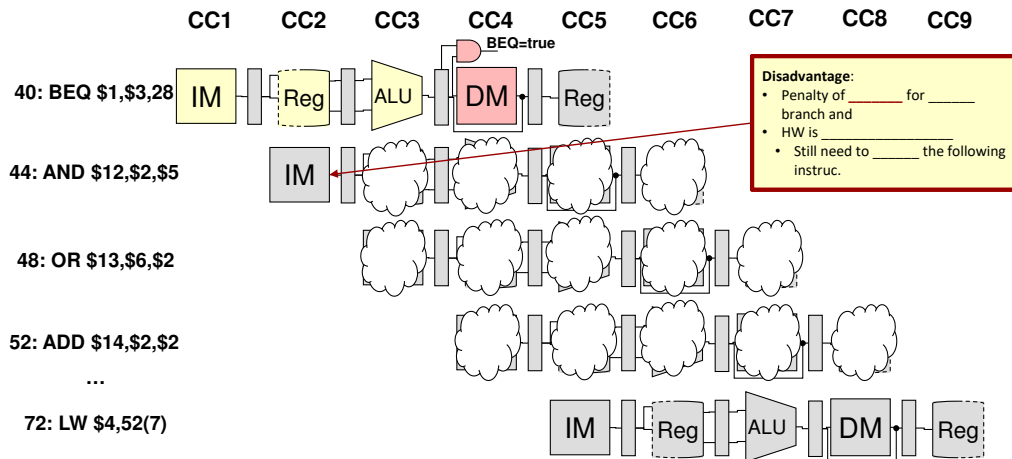 CC1 CC2 CC3 CC4 CC5 CC6 CC7 CC8 CC9
BEQ=true
40: BEQ $1,$3,28 IM Reg ALU DM Reg
Disadvantage:
• Penalty of _______ for ______
branch and
• HW is ________________
• Still need to ______ the following
instruc.
44: AND $12,$2,$5 IM
48: OR $13,$6,$2
52: ADD $14,$2,$2
...
72: LW $4,52(7) IM Reg ALU DM Reg